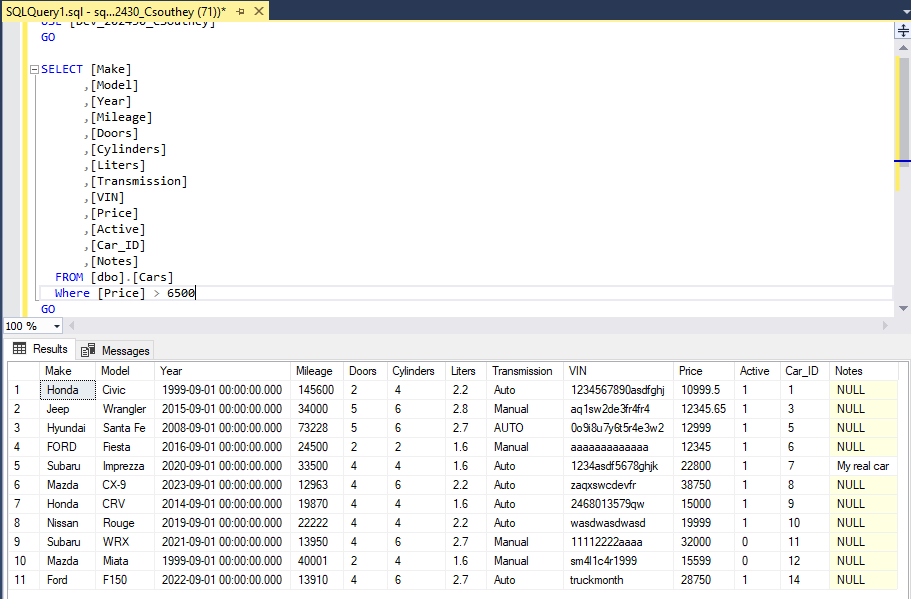 SQLQuery1.sql - sq...2430_Csouthey (71))*
USE [Dev_202430_Csouthey]
GO
SELECT [Make]
,[Model]
,[Year]
,[Mileage]
,[Doors]
,[Cylinders]
,[Liters]
,[Transmission]
,[VIN]
,[Price]
,[Active]
,[Car_ID]
,[Notes]
FROM [dbo].[Cars]
Where [Price] > 6500
GO
100 %
Results Messages
Make Model Year Mileage Doors Cylinders Liters Transmission VIN Price Active Car_ID Notes
1 Honda Civic 1999-09-01 00:00:00.000 145600 2 4 2.2 Auto 1234567890asdfghj 10999.5 1 1 NULL
2 Jeep Wrangler 2015-09-01 00:00:00.000 34000 5 6 2.8 Manual aq1sw2de3fr4fr4 12345.65 1 3 NULL
3 Hyundai Santa Fe 2008-09-01 00:00:00.000 73228 5 6 2.7 AUTO 0o9i8u7y6t5r4e3w2 12999 1 5 NULL
4 FORD Fiesta 2016-09-01 00:00:00.000 24500 2 2 1.6 Manual aaaaaaaaaaaaa 12345 1 6 NULL
5 Subaru Imprezza 2020-09-01 00:00:00.000 33500 4 4 1.6 Auto 1234asdf5678ghjk 22800 1 7 My real car
6 Mazda CX-9 2023-09-01 00:00:00.000 12963 4 6 2.2 Auto zaqxswcdevfr 38750 1 8 NULL
7 Honda CRV 2014-09-01 00:00:00.000 19870 4 4 1.6 Auto 2468013579qw 15000 1 9 NULL
8 Nissan Rouge 2019-09-01 00:00:00.000 22222 4 4 2.2 Auto wasdwasdwasd 19999 1 10 NULL
9 Subaru WRX 2021-09-01 00:00:00.000 13950 4 6 2.7 Manual 11112222aaaa 32000 0 11 NULL
10 Mazda Miata 1999-09-01 00:00:00.000 40001 2 4 1.6 Manual sm4l1c4r1999 15599 0 12 NULL
11 Ford F150 2022-09-01 00:00:00.000 13910 4 6 2.7 Auto truckmonth 28750 1 14 NULL